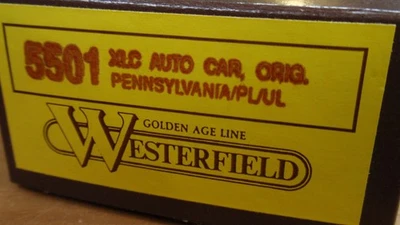 5501 XLC AUTO CAR, ORIG.
PENNSYLVANIA/PL/UL
GOLDEN AGE LINE
WESTERFIELD